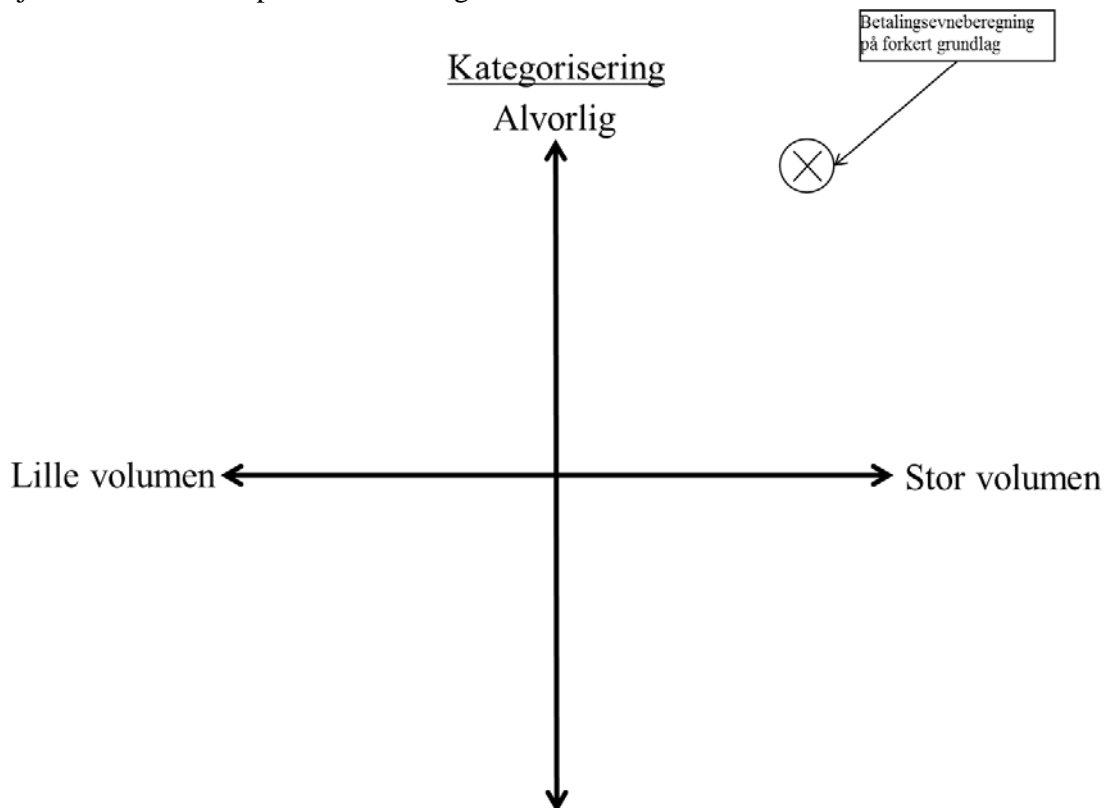 Betalingsevneberegning
på forkert grundlag
Kategorisering
Alvorlig
Lille volumen
Stor volumen